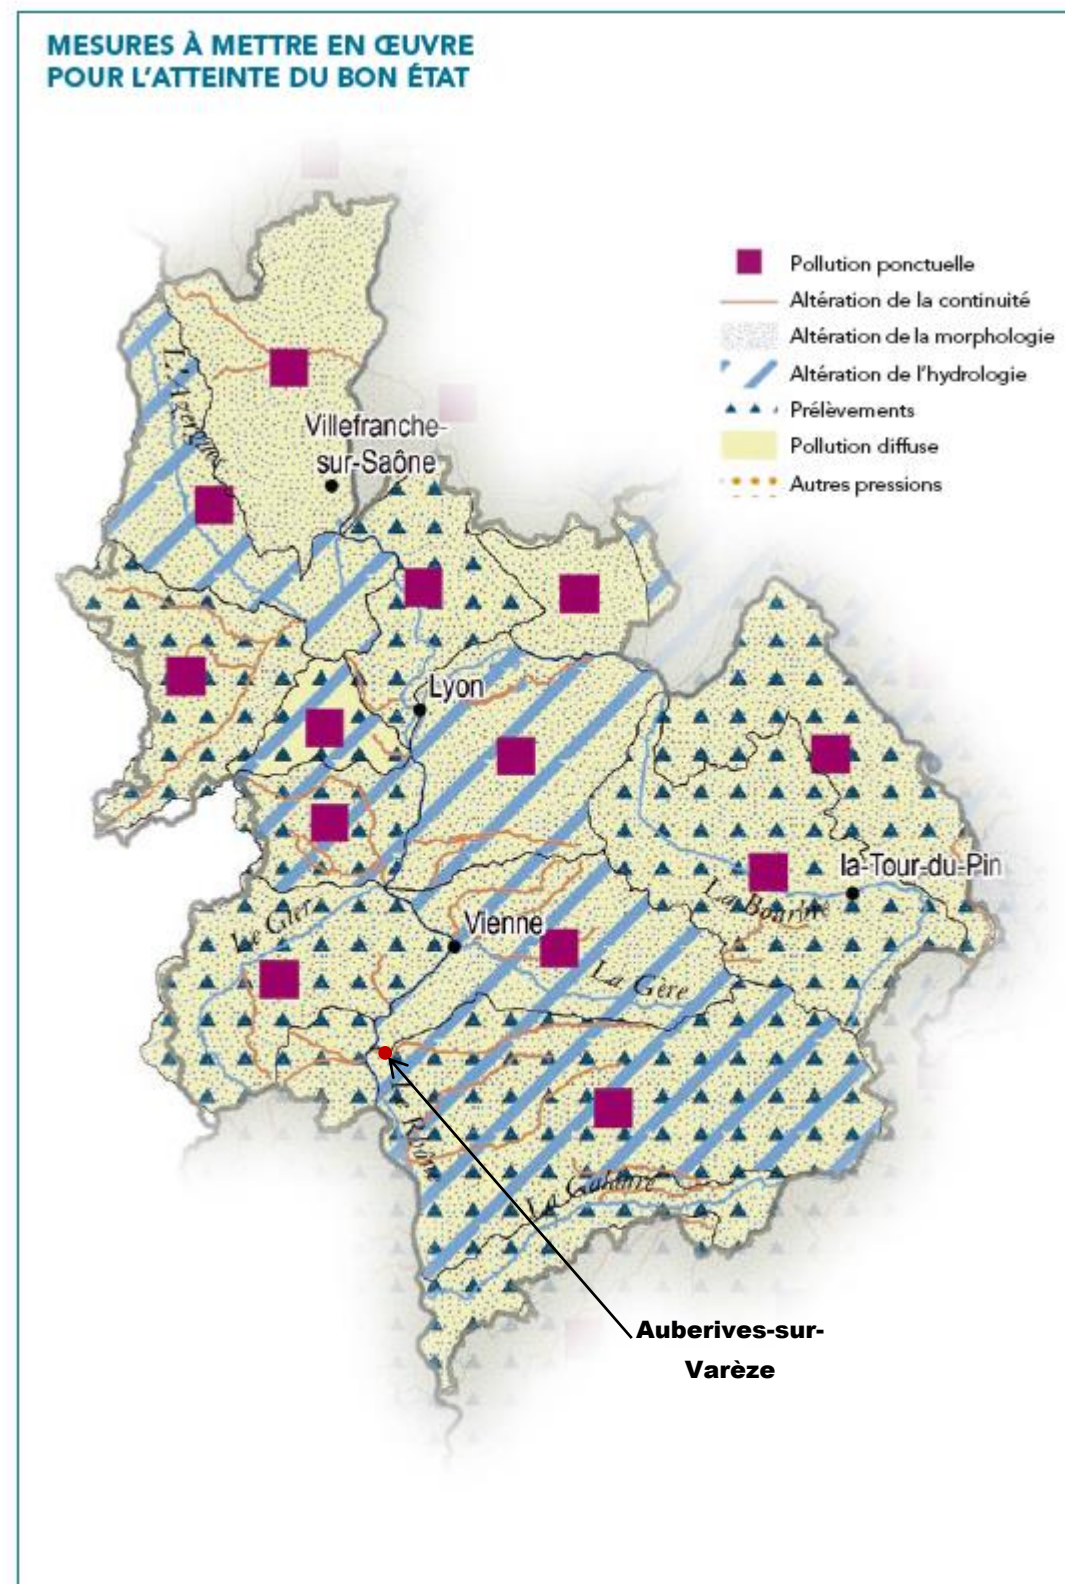 MESURES À METTRE EN ŒUVRE
POUR L'ATTEINTE DU BON ÉTAT
Pollution ponctuelle
Altération de la continuité
Altération de la morphologie
Altération de l'hydrologie
Prélèvements
Pollution diffuse
Autres pressions
L'Azergues
Villefranche-
sur-Saône
Lyon
la-Tour-du-Pin
La Bourbre
Le Gier
Vienne
La Gère
Le Rhône
La Galaure
Auberives-sur-
Varèze